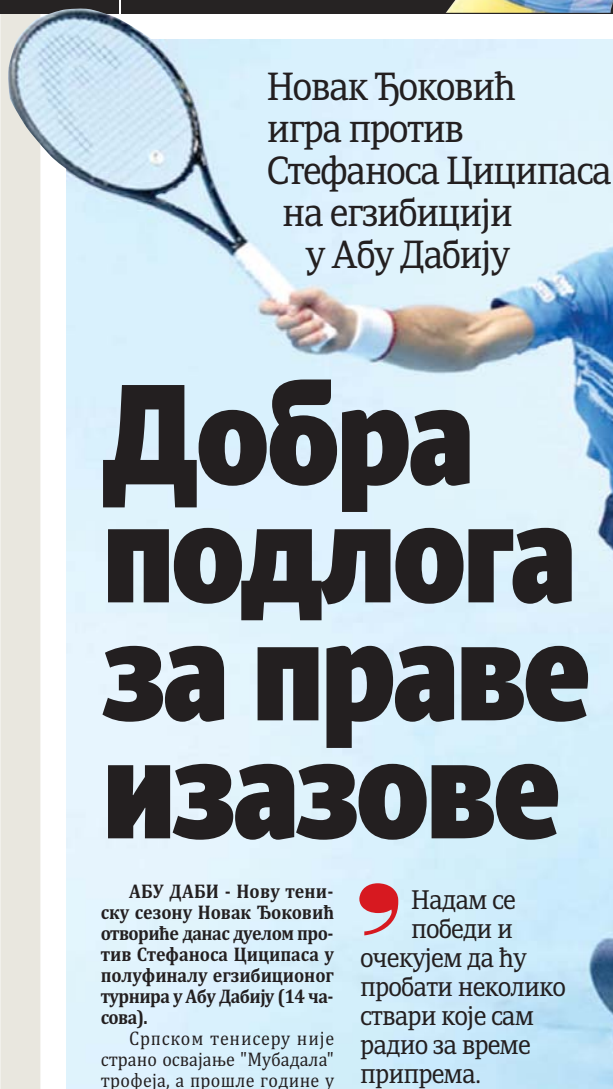 Новак Ђоковић
игра против
Стефаноса Циципаса
на егзибицији
у Абу Дабију
Добра
подлога
за праве
изазове
АБУ ДАБИ - Нову тени-
ску сезону Новак Ђоковић
отвориће данас дуелом про-
тив Стефаноса Циципаса у
полуфиналу егзибиционог
турнира у Абу Дабију (14 ча-
сова).
Српском тенисеру није
страно освајање "Мубадала"
трофеја, а прошле године у
Надам се
победи и
очекујем да ћу
пробати неколико
ствари које сам
радио за време
припрема.